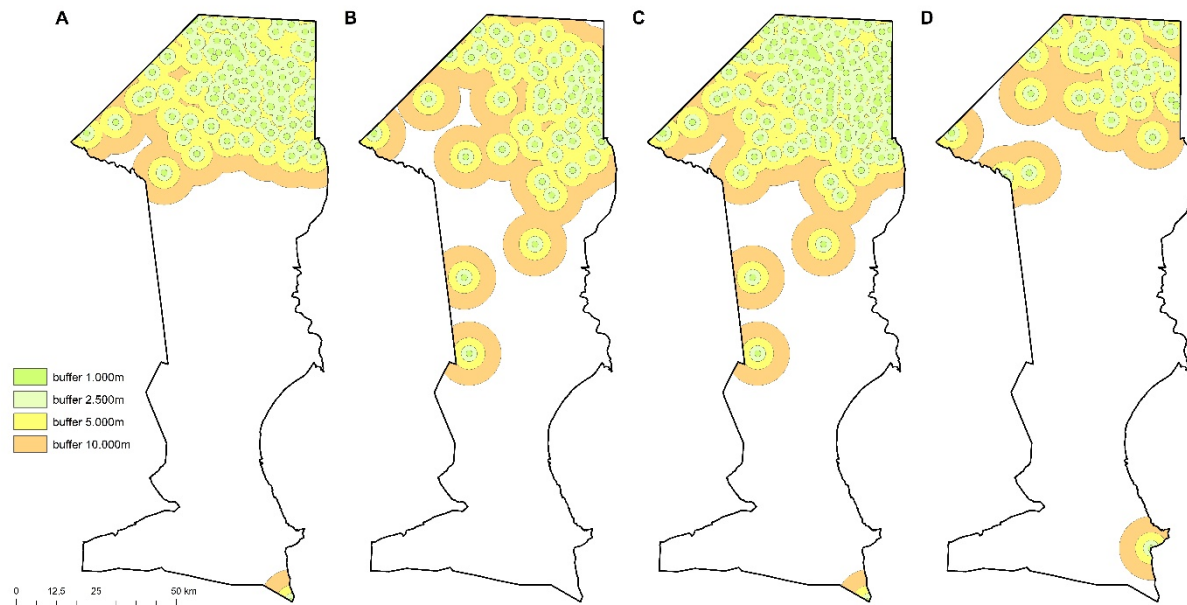 A B C D
buffer 1.000m
buffer 2.500m
buffer 5.000m
buffer 10.000m
0 12.5 25 50 km